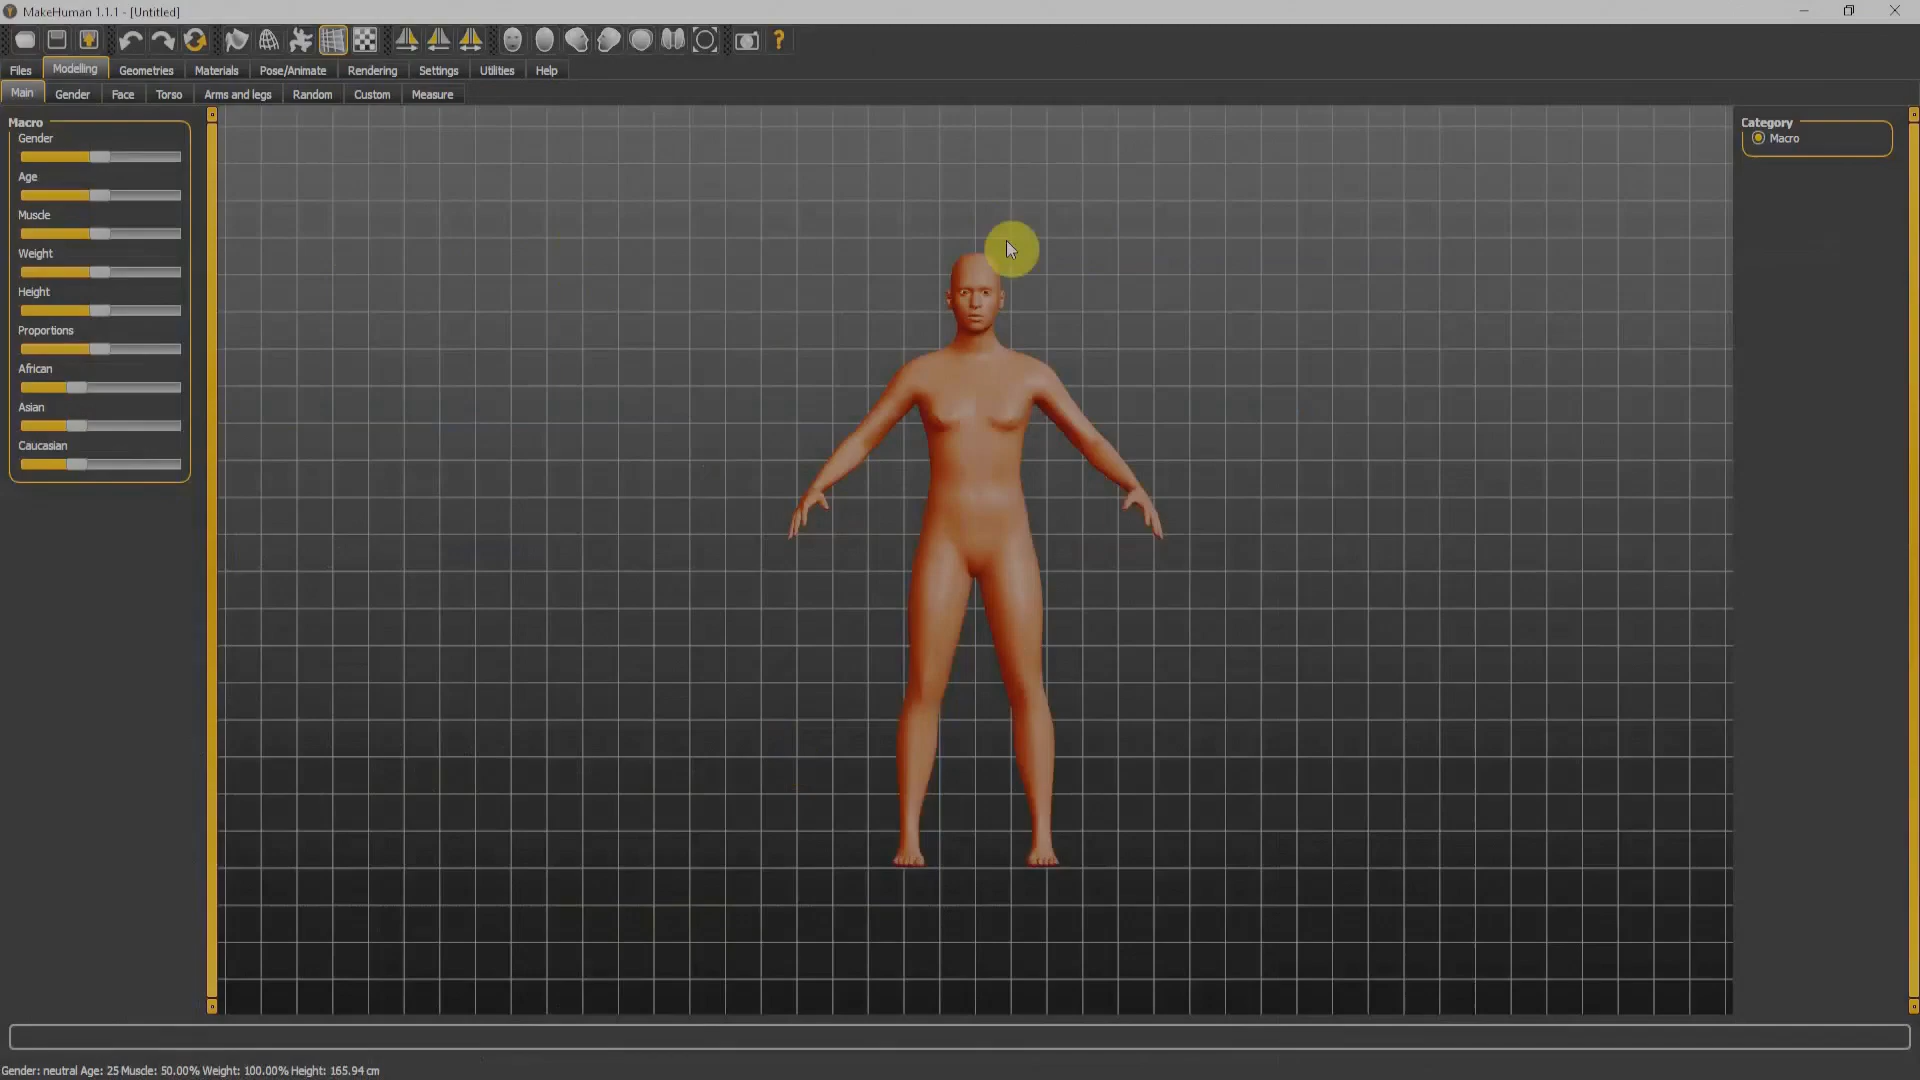 MakeHuman 1.1.1 - [Untitled]
Files Modelling Geometries Materials Pose/Animate Rendering Settings Utilities Help
Main Gender Face Torso Arms and legs Random Custom Measure
Macro
Gender
Age
Muscle
Weight
Height
Proportions
African
Asian
Caucasian
Category
Macro
Gender: neutral Age: 25 Muscle: 50.00% Weight: 100.00% Height: 165.94 cm